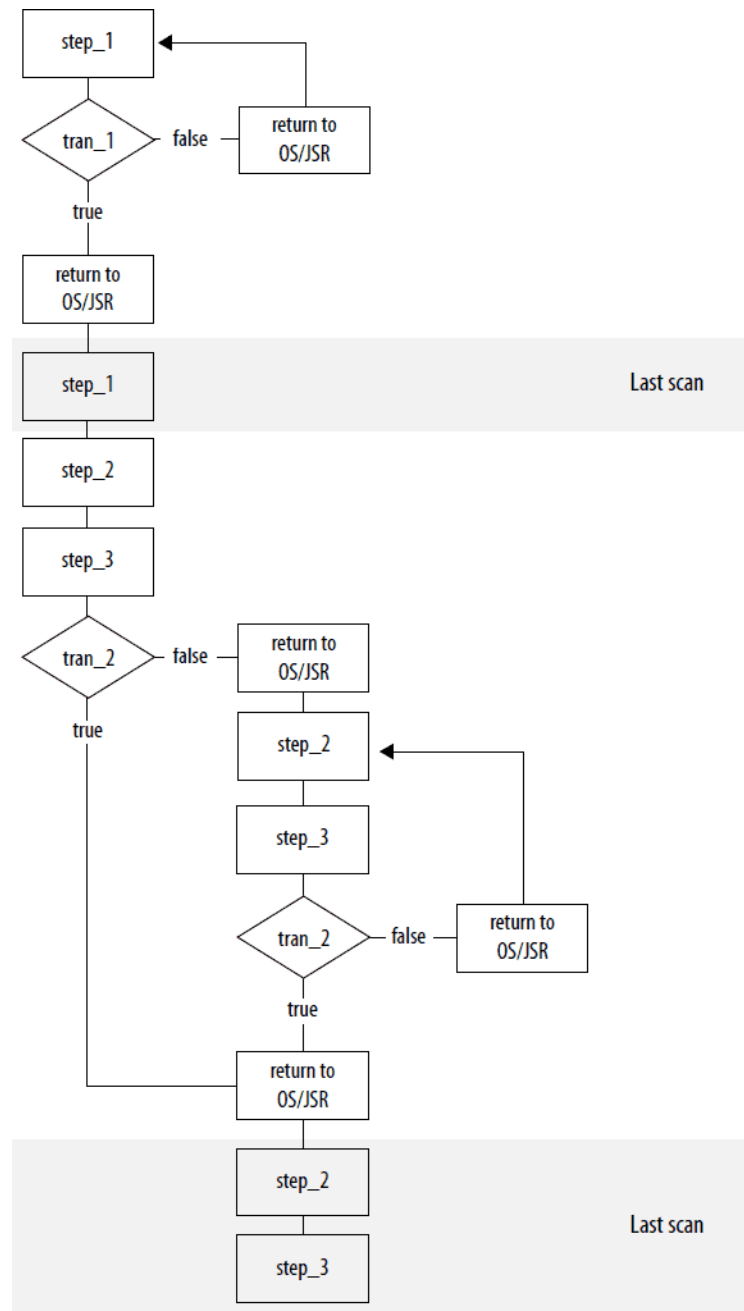 step_1
tran_1
false
return to
OS/JSR
true
return to
OS/JSR
step_1
Last scan
step_2
step_3
tran_2
false
return to
OS/JSR
true
step_2
step_3
tran_2
false
return to
OS/JSR
true
return to
OS/JSR
step_2
Last scan
step_3